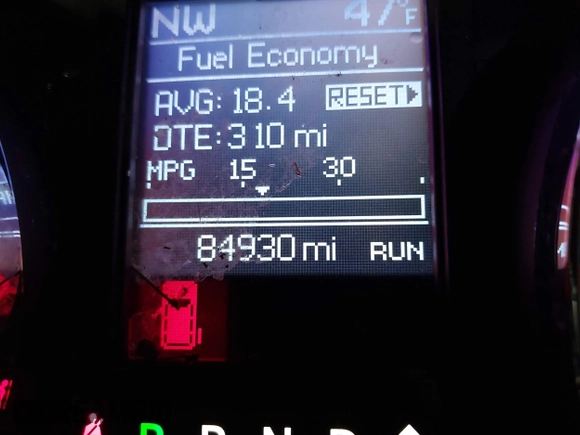 NW 47°F
Fuel Economy
AVG: 18.4 RESET
DTE: 310 mi
MPG 15 30
84930 mi RUN
P R N D